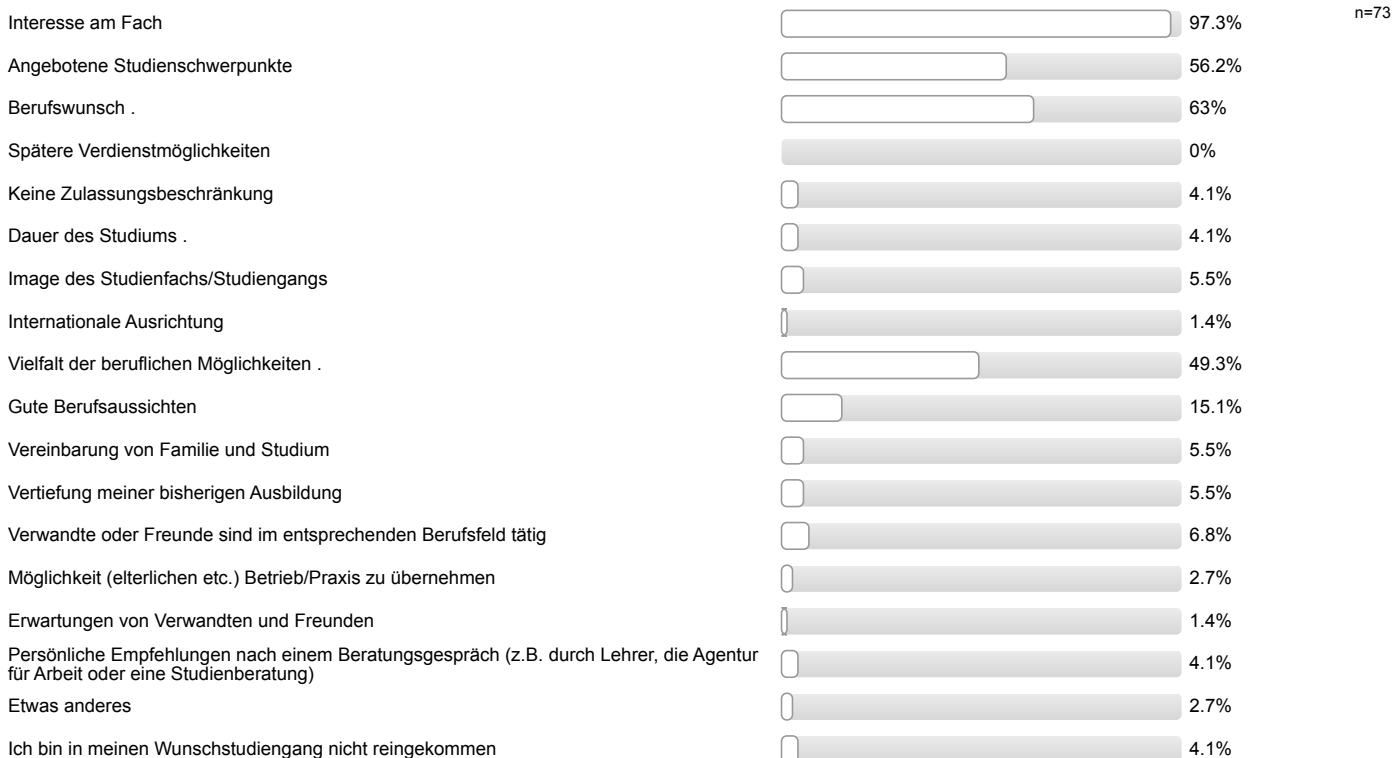 Interesse am Fach 97.3% n=73
Angebotene Studienschwerpunkte 56.2%
Berufswunsch . 63%
Spätere Verdienstmöglichkeiten 0%
Keine Zulassungsbeschränkung 4.1%
Dauer des Studiums . 4.1%
Image des Studienfachs/Studiengangs 5.5%
Internationale Ausrichtung 1.4%
Vielfalt der beruflichen Möglichkeiten . 49.3%
Gute Berufsaussichten 15.1%
Vereinbarung von Familie und Studium 5.5%
Vertiefung meiner bisherigen Ausbildung 5.5%
Verwandte oder Freunde sind im entsprechenden Berufsfeld tätig 6.8%
Möglichkeit (elterlichen etc.) Betrieb/Praxis zu übernehmen 2.7%
Erwartungen von Verwandten und Freunden 1.4%
Persönliche Empfehlungen nach einem Beratungsgespräch (z.B. durch Lehrer, die Agentur
für Arbeit oder eine Studienberatung) 4.1%
Etwas anderes 2.7%
Ich bin in meinen Wunschstudiengang nicht reingekommen 4.1%